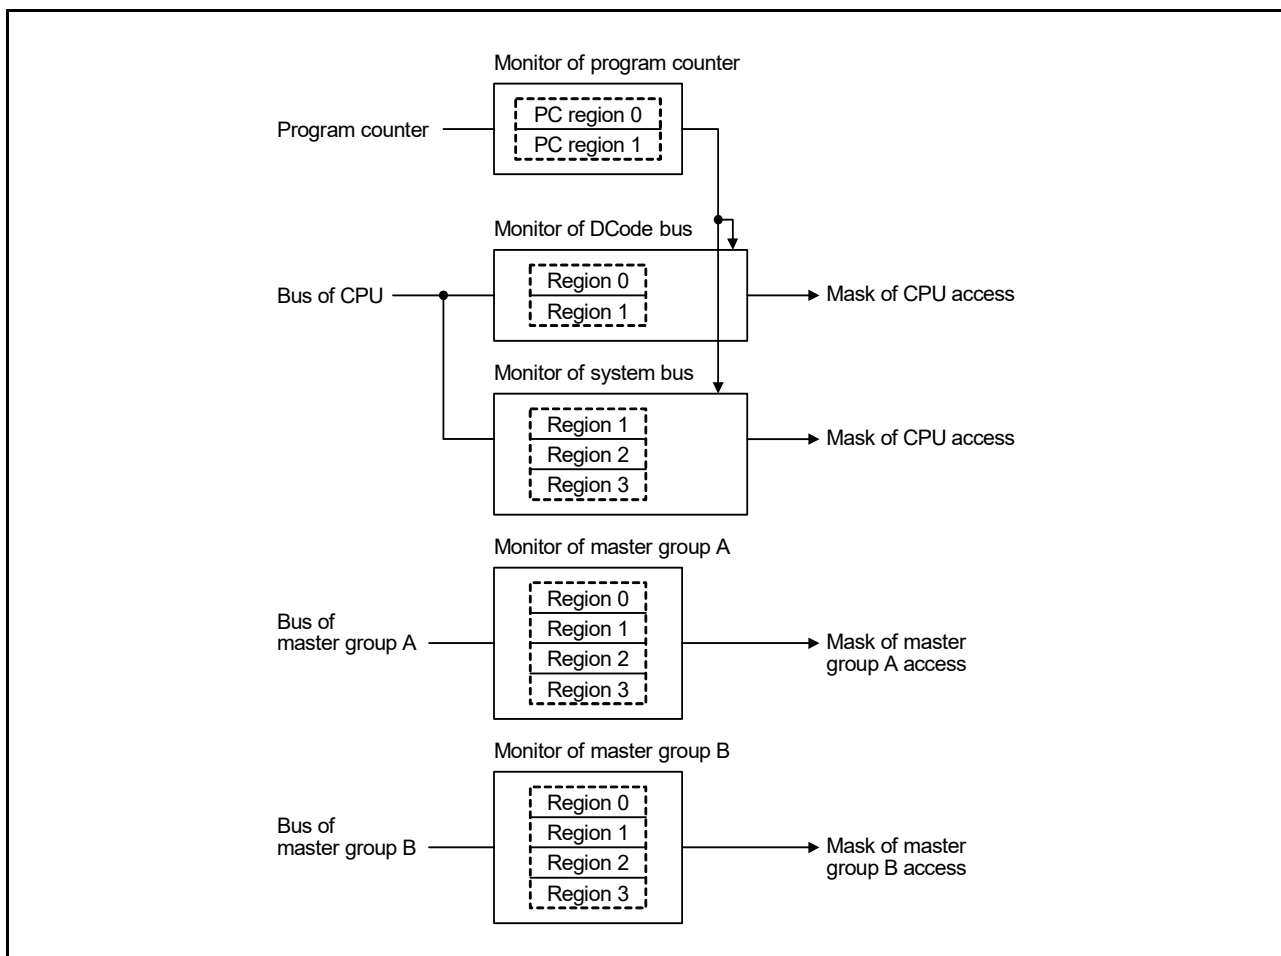 Monitor of program counter
Program counter
PC region 0
PC region 1
Monitor of DCode bus
Bus of CPU
Region 0
Region 1
Mask of CPU access
Monitor of system bus
Region 1
Region 2
Region 3
Mask of CPU access
Monitor of master group A
Bus of
master group A
Region 0
Region 1
Region 2
Region 3
Mask of master
group A access
Monitor of master group B
Bus of
master group B
Region 0
Region 1
Region 2
Region 3
Mask of master
group B access